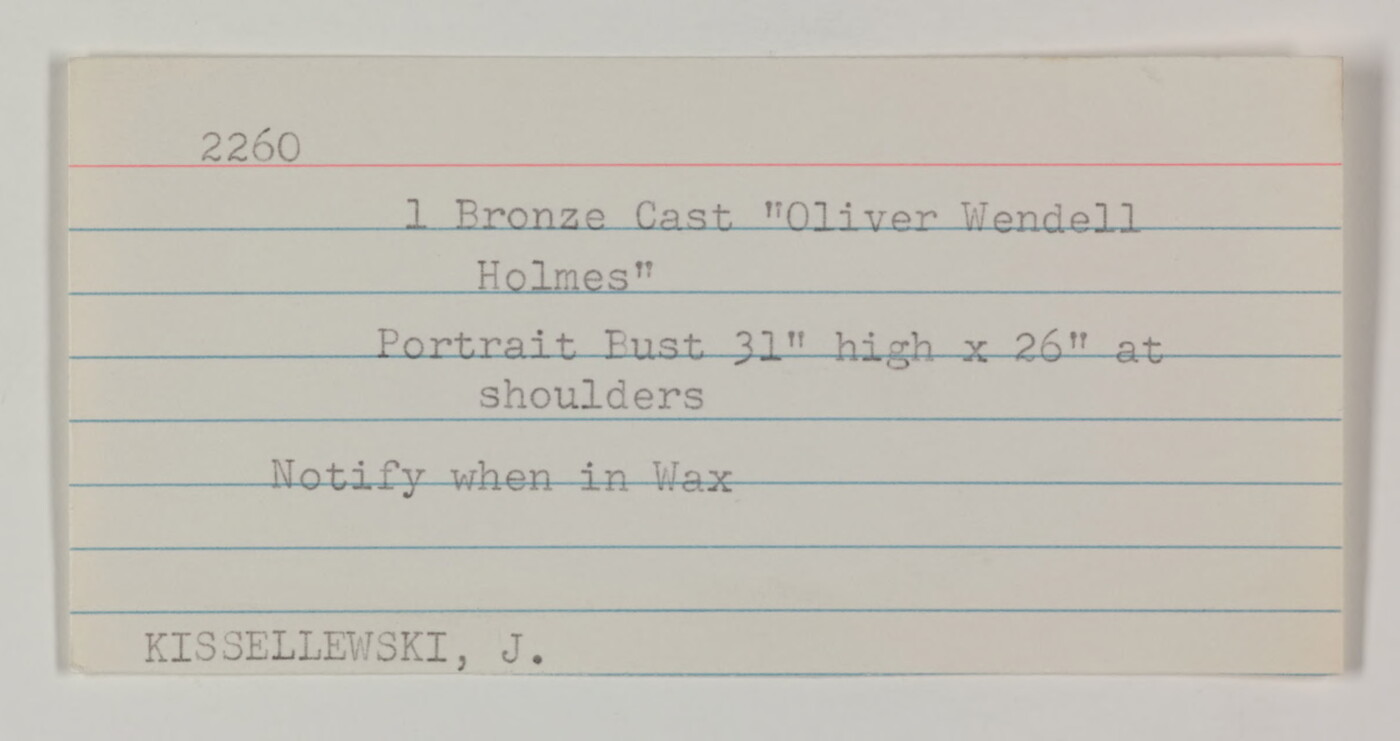 2260
1 Bronze Cast "Oliver Wendell
Holmes"
Portrait Bust 31" high x 26" at
shoulders
Notify when in Wax
KISSELLEWSKI, J.